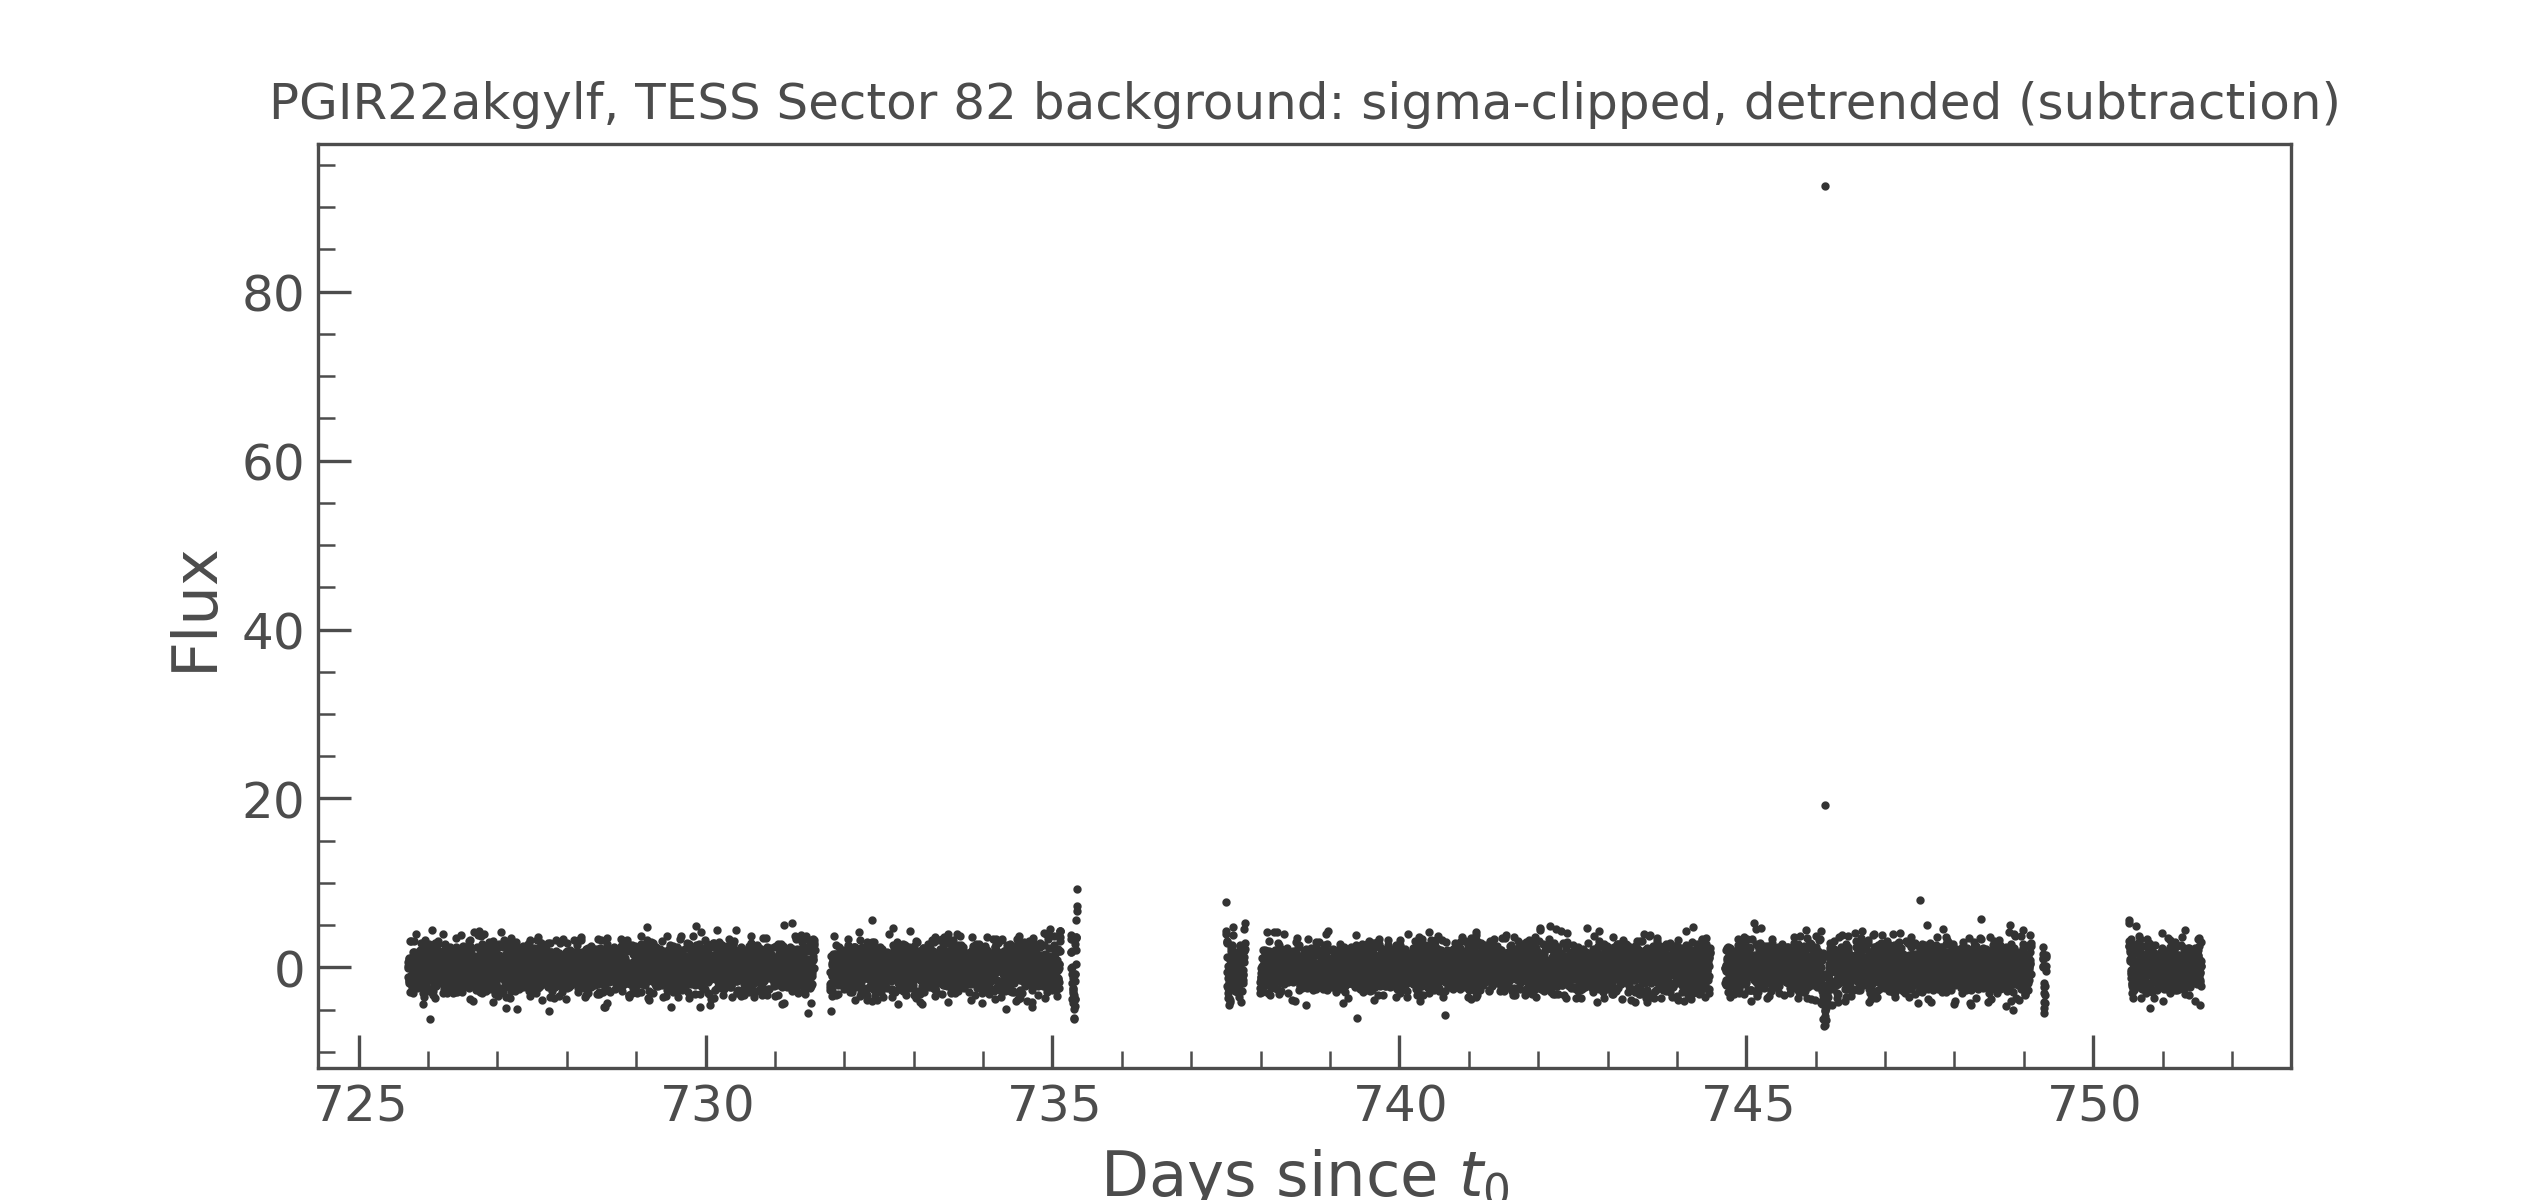 PGIR22akgylf, TESS Sector 82 background: sigma-clipped, detrended (subtraction)
80
60
40
20
0
Flux
725 730 735 740 745 750
Days since t₀